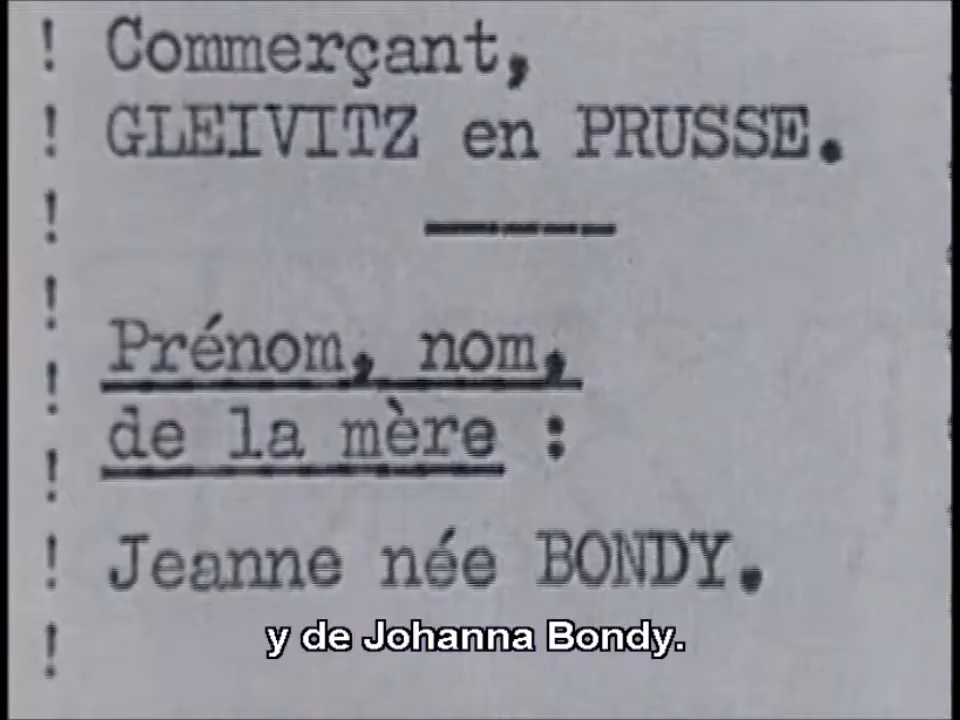 ! Commerçant,
! GLEIVITZ en PRUSSE.
!
-----
!
Prénom, nom,
!
de la mère :
!
! Jeanne née BONDY.
y de Johanna Bondy.
!